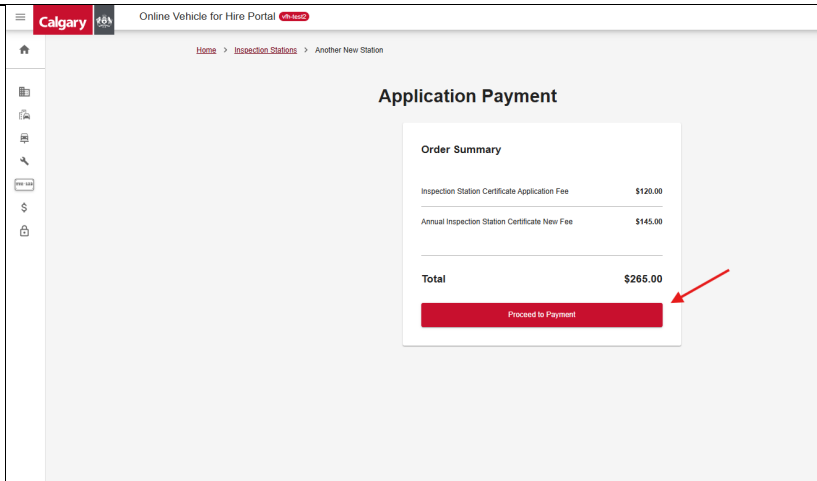 Calgary
Online Vehicle for Hire Portal vfh-test2
Home > Inspection Stations > Another New Station
Application Payment
Order Summary
Inspection Station Certificate Application Fee $120.00
Annual Inspection Station Certificate New Fee $145.00
Total $265.00
Proceed to Payment